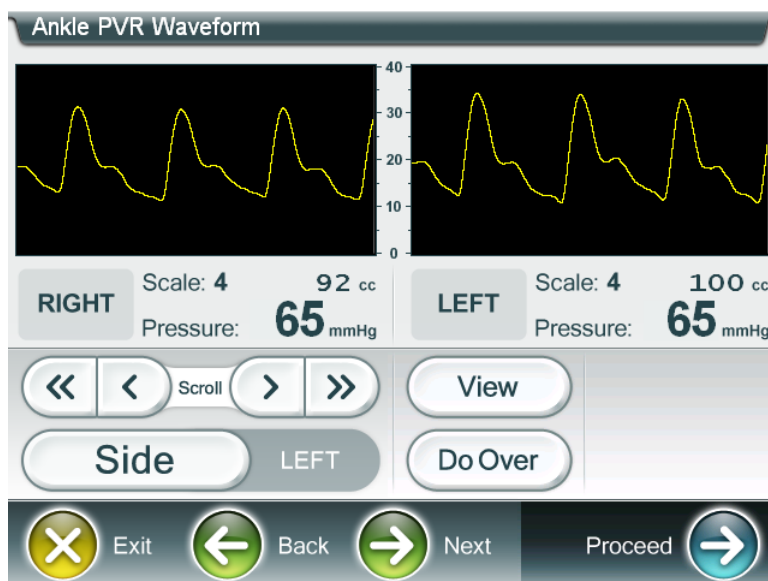 Ankle PVR Waveform
40
30
20
10
0
RIGHT
Scale: 4 92 cc
Pressure: 65 mmHg
LEFT
Scale: 4 100 cc
Pressure: 65 mmHg
Scroll
View
Side LEFT
Do Over
Exit
Back
Next
Proceed